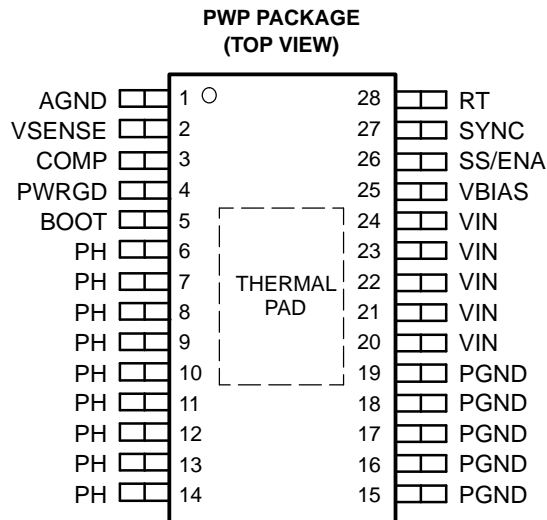 PWP PACKAGE
(TOP VIEW)
AGND 1 28 RT
VSENSE 2 27 SYNC
COMP 3 26 SS/ENA
PWRGD 4 25 VBIAS
BOOT 5 24 VIN
PH 6 23 VIN
PH 7 22 VIN
PH 8 21 VIN
PH 9 20 VIN
PH 10 19 PGND
PH 11 18 PGND
PH 12 17 PGND
PH 13 16 PGND
PH 14 15 PGND
THERMAL
PAD